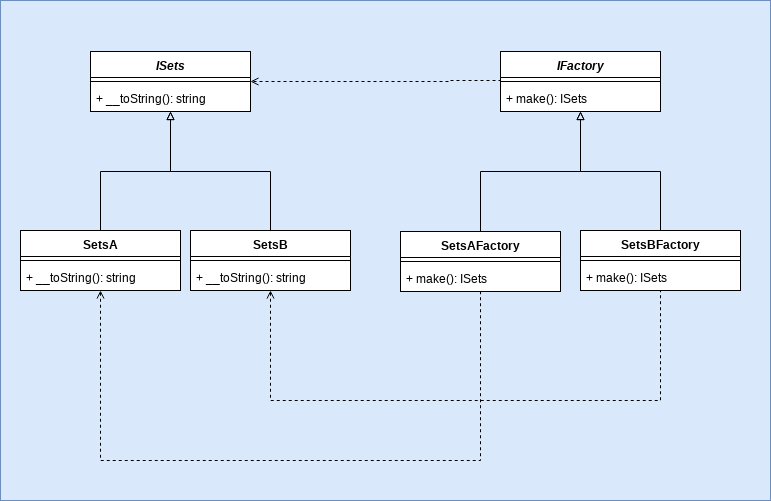 ISets
+ __toString(): string
IFactory
+ make(): ISets
SetsA
+ __toString(): string
SetsB
+ __toString(): string
SetsAFactory
+ make(): ISets
SetsBFactory
+ make(): ISets